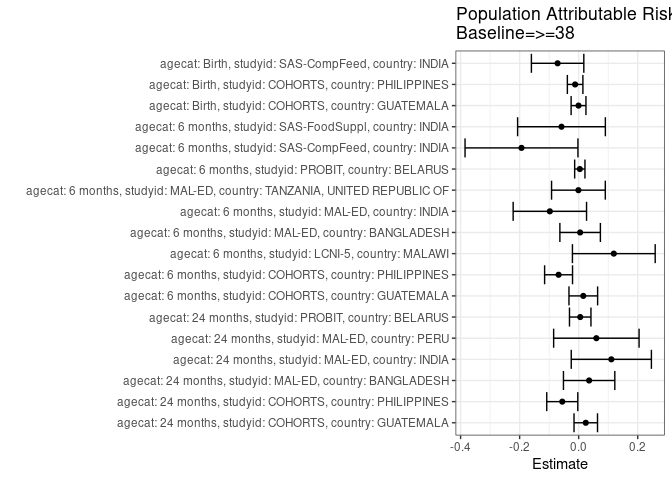 Population Attributable Risk
Baseline=>=38
agecat: Birth, studyid: SAS-CompFeed, country: INDIA
agecat: Birth, studyid: COHORTS, country: PHILIPPINES
agecat: Birth, studyid: COHORTS, country: GUATEMALA
agecat: 6 months, studyid: SAS-FoodSuppl, country: INDIA
agecat: 6 months, studyid: SAS-CompFeed, country: INDIA
agecat: 6 months, studyid: PROBIT, country: BELARUS
agecat: 6 months, studyid: MAL-ED, country: TANZANIA, UNITED REPUBLIC OF
agecat: 6 months, studyid: MAL-ED, country: INDIA
agecat: 6 months, studyid: MAL-ED, country: BANGLADESH
agecat: 6 months, studyid: LCNI-5, country: MALAWI
agecat: 6 months, studyid: COHORTS, country: PHILIPPINES
agecat: 6 months, studyid: COHORTS, country: GUATEMALA
agecat: 24 months, studyid: PROBIT, country: BELARUS
agecat: 24 months, studyid: MAL-ED, country: PERU
agecat: 24 months, studyid: MAL-ED, country: INDIA
agecat: 24 months, studyid: MAL-ED, country: BANGLADESH
agecat: 24 months, studyid: COHORTS, country: PHILIPPINES
agecat: 24 months, studyid: COHORTS, country: GUATEMALA
-0.4 -0.2 0.0 0.2
Estimate